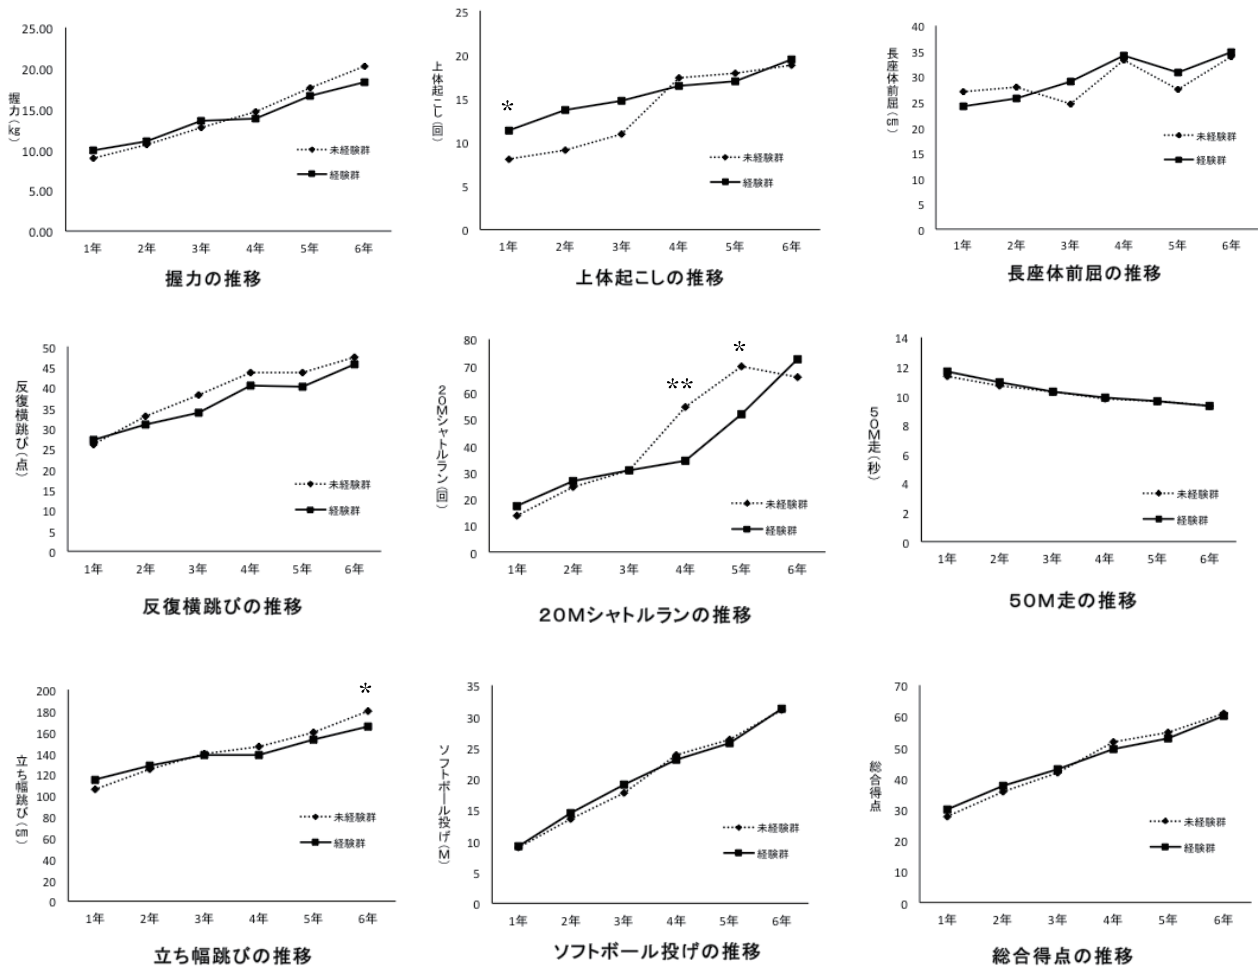 25.00
20.00
15.00
10.00
5.00
0.00
握力(㎏)
未経験群
経験群
1年 2年 3年 4年 5年 6年
握力の推移
25
20
15
10
5
0
上体起こし(回)
*
未経験群
経験群
1年 2年 3年 4年 5年 6年
上体起こしの推移
40
35
30
25
20
15
10
5
0
長座体前屈(㎝)
未経験群
経験群
1年 2年 3年 4年 5年 6年
長座体前屈の推移
50
45
40
35
30
25
20
15
10
5
0
反復横跳び(点)
未経験群
経験群
1年 2年 3年 4年 5年 6年
反復横跳びの推移
80
70
60
50
40
30
20
10
0
20Mシャトルラン(回)
**
*
未経験群
経験群
1年 2年 3年 4年 5年 6年
20Mシャトルランの推移
14
12
10
8
6
4
2
0
50M走(秒)
未経験群
経験群
1年 2年 3年 4年 5年 6年
50M走の推移
200
180
160
140
120
100
80
60
40
20
0
立ち幅跳び(㎝)
*
未経験群
経験群
1年 2年 3年 4年 5年 6年
立ち幅跳びの推移
35
30
25
20
15
10
5
0
ソフトボール投げ(M)
未経験群
経験群
1年 2年 3年 4年 5年 6年
ソフトボール投げの推移
70
60
50
40
30
20
10
0
総合得点
未経験群
経験群
1年 2年 3年 4年 5年 6年
総合得点の推移